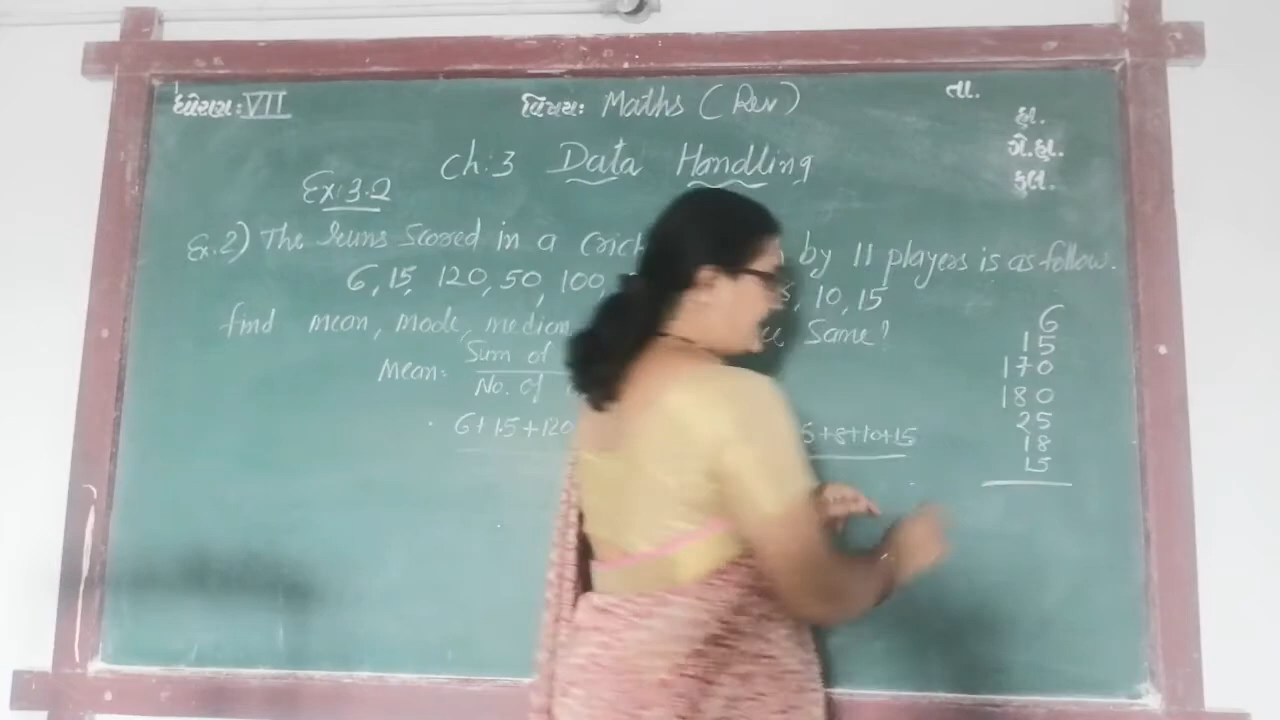 ધોરણ: VII
વિષય: Maths (Rev)
તા.
હા.
ગે.હા.
કુલ.
Ch:3 Data Handling
Ex:3.2
Ex.2) The Runs Scored in a by 11 players is as follow.
6, 15, 120, 50, 100, 10, 15
find mean, mode, median same?
mean: Sum of
No. of
6+15+120 +8+10+15
6
15
170
180
25
18
15